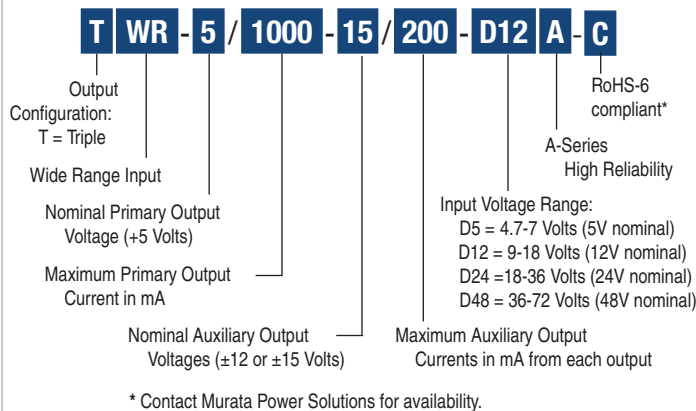 T WR - 5 / 1000 - 15 / 200 - D12 A - C
Output
Configuration:
T = Triple
Wide Range Input
Nominal Primary Output
Voltage (+5 Volts)
Maximum Primary Output
Current in mA
Nominal Auxiliary Output
Voltages (±12 or ±15 Volts)
Maximum Auxiliary Output
Currents in mA from each output
Input Voltage Range:
D5 = 4.7-7 Volts (5V nominal)
D12 = 9-18 Volts (12V nominal)
D24 =18-36 Volts (24V nominal)
D48 = 36-72 Volts (48V nominal)
A-Series
High Reliability
RoHS-6
compliant*
* Contact Murata Power Solutions for availability.